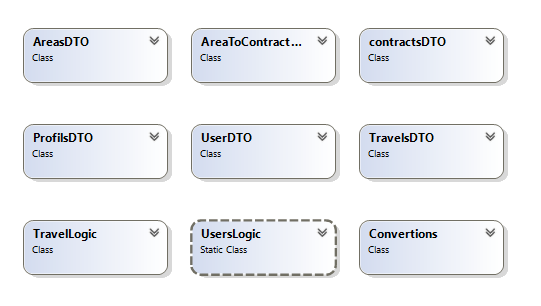 AreasDTO
Class
AreaToContract...
Class
contractsDTO
Class
ProfilsDTO
Class
UserDTO
Class
TravelsDTO
Class
TravelLogic
Class
UsersLogic
Static Class
Convertions
Class